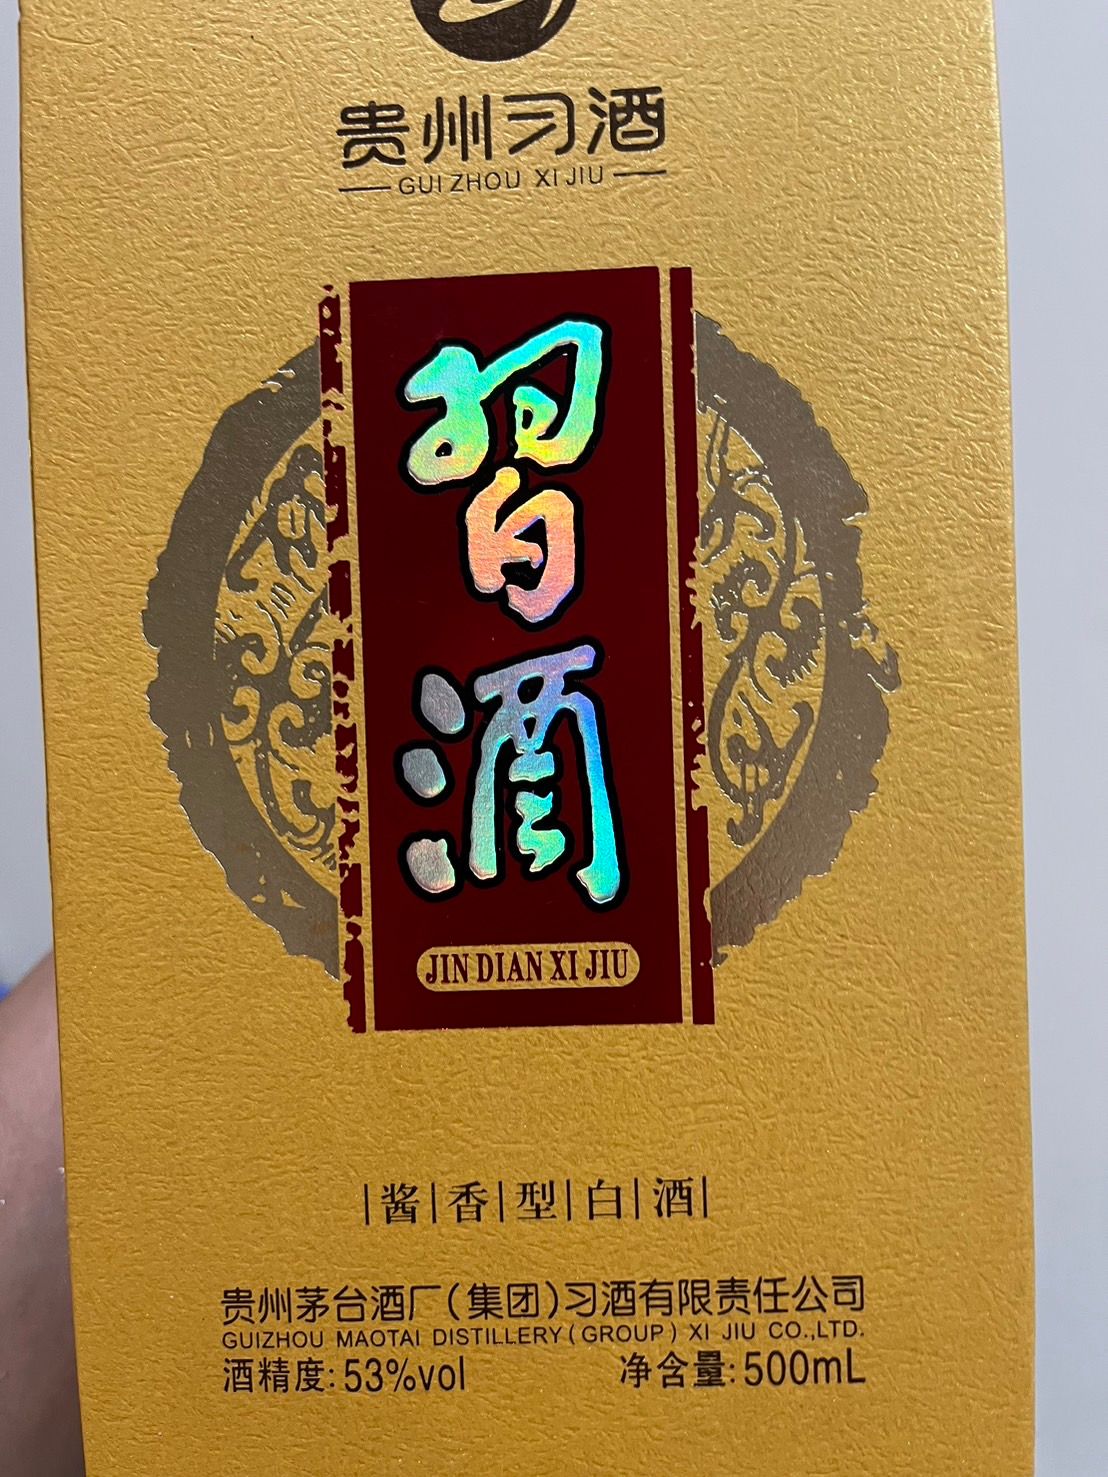 贵州习酒
GUI ZHOU XI JIU
習酒
JIN DIAN XI JIU
酱香型白酒
贵州茅台酒厂(集团)习酒有限责任公司
GUIZHOU MAOTAI DISTILLERY(GROUP) XI JIU CO.,LTD.
酒精度:53%vol 净含量:500mL